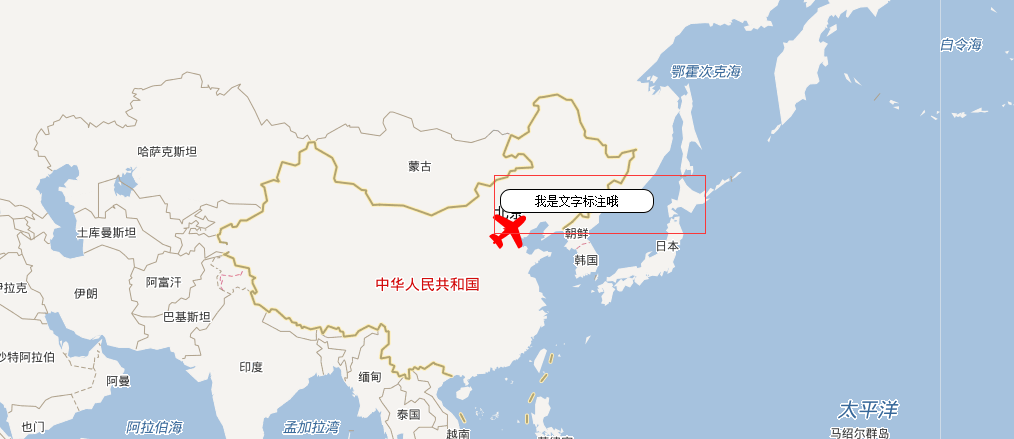 白令海
鄂霍次克海
哈萨克斯坦
蒙古
我是文字标注哦
北京
土库曼斯坦
朝鲜
日本
韩国
阿富汗
中华人民共和国
伊拉克
伊朗
巴基斯坦
沙特阿拉伯
印度
缅甸
阿曼
太平洋
泰国
也门
阿拉伯海
孟加拉湾
越南
马绍尔群岛